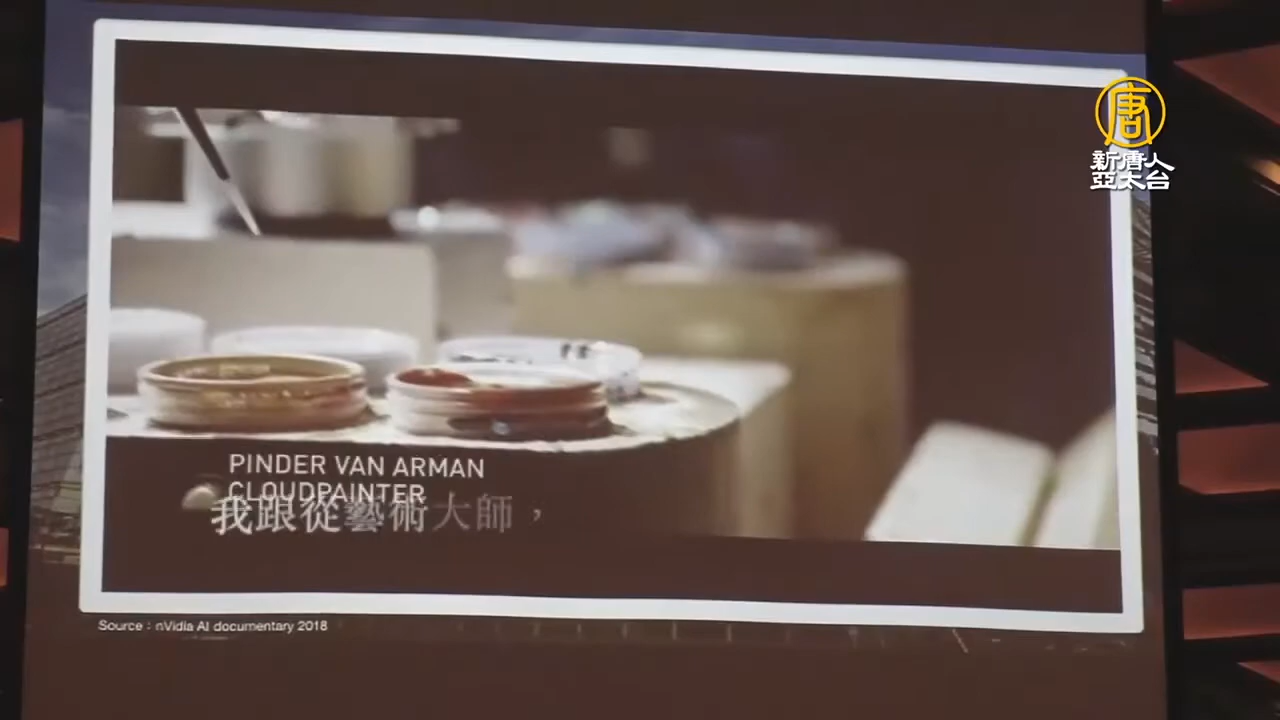 唐
新唐人
亞太台
PINDER VAN ARMAN
CLOUDPAINTER
我跟從藝術大師，
Source：nVidia AI documentary 2018